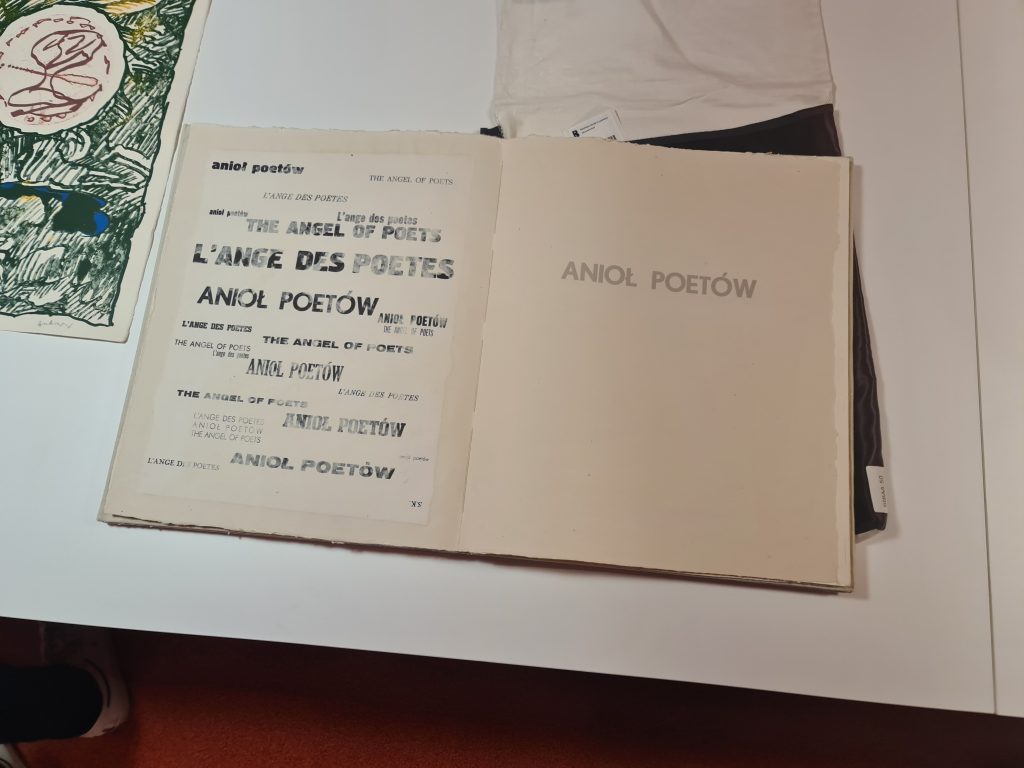 anioł poetów
THE ANGEL OF POETS
L'ANGE DES POETES
anioł poetów
L'ange des poetes
THE ANGEL OF POETS
L'ANGE DES POETES
ANIOŁ POETÓW
ANIOŁ POETÓW
THE ANGEL OF POETS
L'ANGE DES POETES
THE ANGEL OF POETS
THE ANGEL OF POETS
L'ange des poetes
ANIOŁ POETÓW
L'ANGE DES POETES
THE ANGEL OF POETS
L'ANGE DES POETES
ANIOŁ POETÓW
THE ANGEL OF POETS
ANIOŁ POETÓW
anioł poetów
L'ANGE DES POETES
ANIOŁ POETÓW
S.K.
ANIOŁ POETÓW